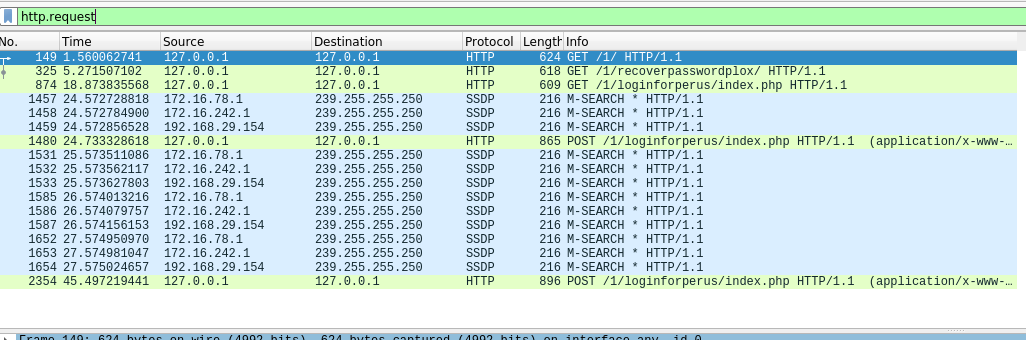 http.request
No. Time Source Destination Protocol Length Info
149 1.560062741 127.0.0.1 127.0.0.1 HTTP 624 GET /1/ HTTP/1.1
325 5.271507102 127.0.0.1 127.0.0.1 HTTP 618 GET /1/recoverpasswordplox/ HTTP/1.1
874 18.873835568 127.0.0.1 127.0.0.1 HTTP 609 GET /1/loginforperus/index.php HTTP/1.1
1457 24.572728818 172.16.78.1 239.255.255.250 SSDP 216 M-SEARCH * HTTP/1.1
1458 24.572784900 172.16.242.1 239.255.255.250 SSDP 216 M-SEARCH * HTTP/1.1
1459 24.572856528 192.168.29.154 239.255.255.250 SSDP 216 M-SEARCH * HTTP/1.1
1480 24.733238618 127.0.0.1 127.0.0.1 HTTP 865 POST /1/loginforperus/index.php HTTP/1.1 (application/x-www-…
1531 25.573511086 172.16.78.1 239.255.255.250 SSDP 216 M-SEARCH * HTTP/1.1
1532 25.573562117 172.16.242.1 239.255.255.250 SSDP 216 M-SEARCH * HTTP/1.1
1533 25.573627803 192.168.29.154 239.255.255.250 SSDP 216 M-SEARCH * HTTP/1.1
1585 26.574013216 172.16.78.1 239.255.255.250 SSDP 216 M-SEARCH * HTTP/1.1
1586 26.574079757 172.16.242.1 239.255.255.250 SSDP 216 M-SEARCH * HTTP/1.1
1587 26.574156153 192.168.29.154 239.255.255.250 SSDP 216 M-SEARCH * HTTP/1.1
1652 27.574950970 172.16.78.1 239.255.255.250 SSDP 216 M-SEARCH * HTTP/1.1
1653 27.574981047 172.16.242.1 239.255.255.250 SSDP 216 M-SEARCH * HTTP/1.1
1654 27.575024657 192.168.29.154 239.255.255.250 SSDP 216 M-SEARCH * HTTP/1.1
2354 45.497219441 127.0.0.1 127.0.0.1 HTTP 896 POST /1/loginforperus/index.php HTTP/1.1 (application/x-www-…
Frame 149: 624 bytes on wire (4992 bits), 624 bytes captured (4992 bits) on interface any, id 0